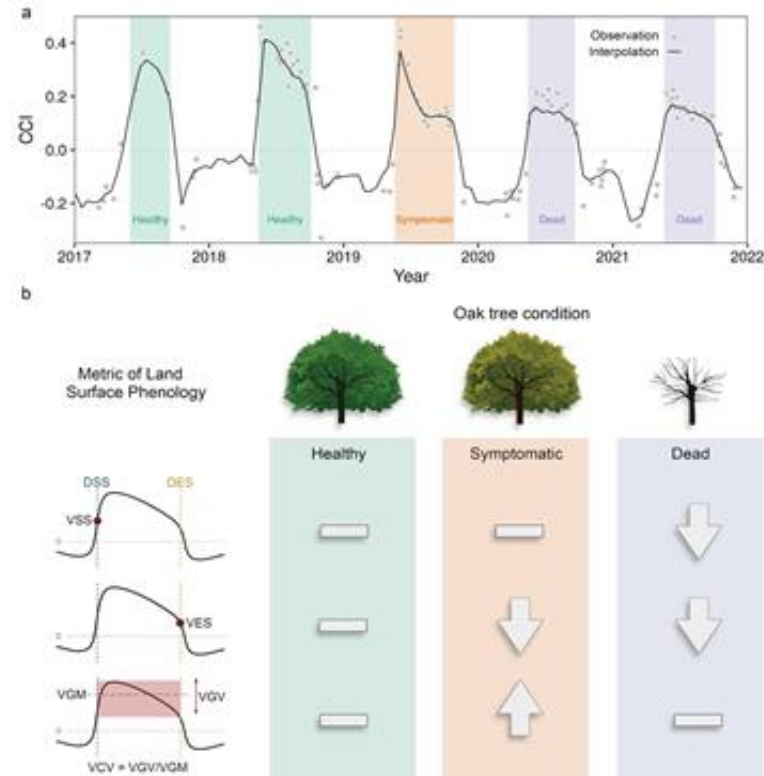 a
0.4
0.2
0.0
-0.2
CCI
Observation
Interpolation
Healthy
Healthy
Symptomatic
Dead
Dead
2017
2018
2019
2020
2021
2022
Year
b
Oak tree condition
Metric of Land
Surface Phenology
Healthy
Symptomatic
Dead
DSS
DES
VSS
0
VES
0
VGM
VGV
0
VCV = VGV/VGM